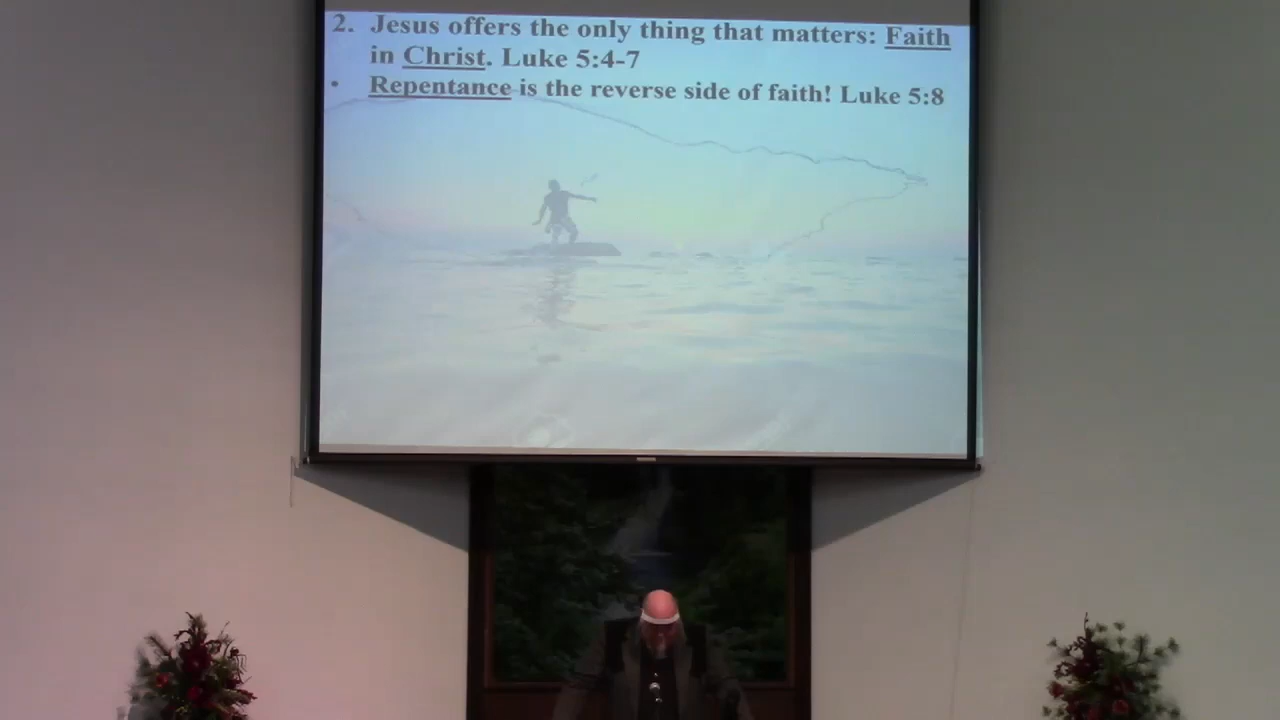 2. Jesus offers the only thing that matters: Faith
in Christ. Luke 5:4-7
• Repentance is the reverse side of faith! Luke 5:8